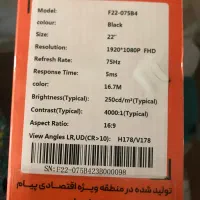 Model: F22-075B4
colour: Black
Size: 22"
Resolution: 1920*1080P FHD
Refresh Rate: 75Hz
Response Time: 5ms
color: 16.7M
Brightness(Typical): 250cd/m²(Typical)
Contrast(Typical): 4000:1(Typical)
Aspect Ratio: 16:9
View Angles LR,UD(CR>10): H178/V178
SN:F22-075B423B000098
تولید شده در منطقه ویژه اقتصادی پیام